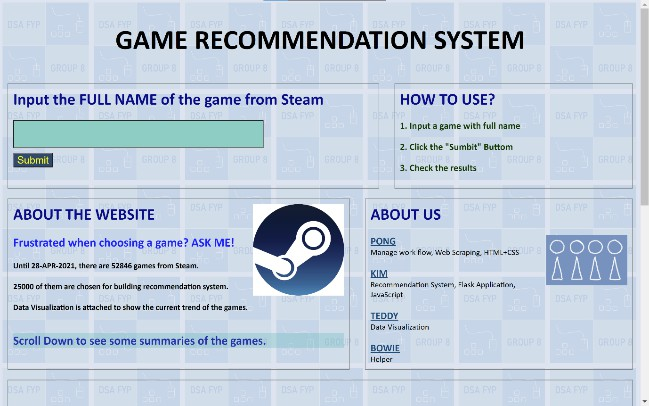 GAME RECOMMENDATION SYSTEM
Input the FULL NAME of the game from Steam
Submit
HOW TO USE?
1. Input a game with full name
2. Click the "Sumbit" Buttom
3. Check the results
ABOUT THE WEBSITE
Frustrated when choosing a game? ASK ME!
Until 28-APR-2021, there are 52846 games from Steam.
25000 of them are chosen for building recommendation system.
Data Visualization is attached to show the current trend of the games.
Scroll Down to see some summaries of the games.
ABOUT US
PONG
Manage work flow, Web Scraping, HTML+CSS
KIM
Recommendation System, Flask Application,
JavaScript
TEDDY
Data Visualization
BOWIE
Helper
DSA FYP
GROUP 8